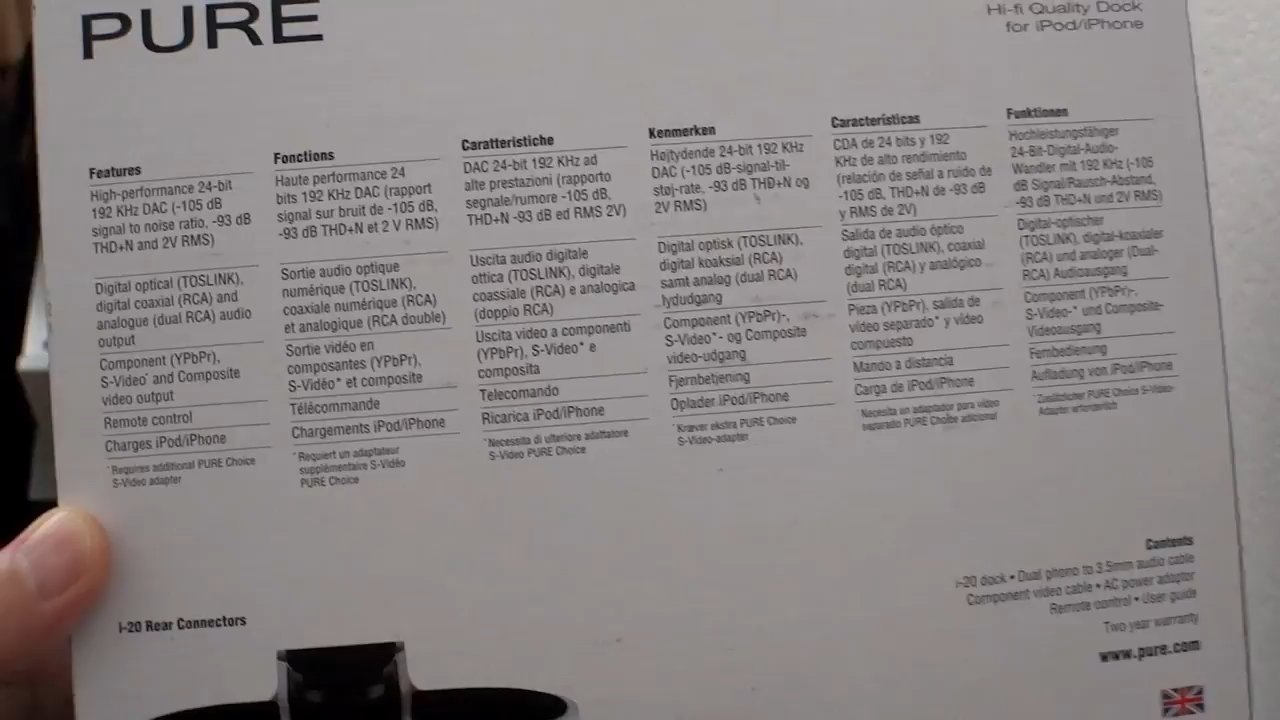 PURE
Hi-fi Quality Dock
for iPod/iPhone
Features
High-performance 24-bit
192 KHz DAC (-105 dB
signal to noise ratio, -93 dB
THD+N and 2V RMS)
Digital optical (TOSLINK),
digital coaxial (RCA) and
analogue (dual RCA) audio
output
Component (YPbPr),
S-Video* and Composite
video output
Remote control
Charges iPod/iPhone
*Requires additional PURE Choice
S-Video adapter
Fonctions
Haute performance 24
bits 192 KHz DAC (rapport
signal sur bruit de -105 dB,
-93 dB THD+N et 2 V RMS)
Sortie audio optique
numérique (TOSLINK),
coaxiale numérique (RCA)
et analogique (RCA double)
Sortie vidéo en
composantes (YPbPr),
S-Vidéo* et composite
Télécommande
Chargements iPod/iPhone
*Requiert un adaptateur
supplémentaire S-Vidéo
PURE Choice
Caratteristiche
DAC 24-bit 192 KHz ad
alte prestazioni (rapporto
segnale/rumore -105 dB,
THD+N -93 dB ed RMS 2V)
Uscita audio digitale
ottica (TOSLINK), digitale
coassiale (RCA) e analogica
(doppio RCA)
Uscita video a componenti
(YPbPr), S-Video* e
composita
Telecomando
Ricarica iPod/iPhone
*Necessita di ulteriore adattatore
S-Video PURE Choice
Kenmerken
Højtydende 24-bit 192 KHz
DAC (-105 dB-signal-til-
støj-rate, -93 dB THD+N og
2V RMS)
Digital optisk (TOSLINK),
digital koaksial (RCA)
samt analog (dual RCA)
lydudgang
Component (YPbPr)-,
S-Video*- og Composite
video-udgang
Fjernbetjening
Oplader iPod/iPhone
*Kræver ekstra PURE Choice
S-Video-adapter
Características
CDA de 24 bits y 192
KHz de alto rendimiento
(relación de señal a ruido de
-105 dB, THD+N de -93 dB
y RMS de 2V)
Salida de audio óptico
digital (TOSLINK), coaxial
digital (RCA) y analógico
(dual RCA)
Pieza (YPbPr), salida de
vídeo separado* y vídeo
compuesto
Mando a distancia
Carga de iPod/iPhone
*Necesita un adaptador para vídeo
separado PURE Choice adicional
Funktionen
Hochleistungsfähiger
24-Bit-Digital-Audio-
Wandler mit 192 KHz (-105
dB Signal/Rausch-Abstand,
-93 dB THD+N und 2V RMS)
Digital-optischer
(TOSLINK), digital-koaxialer
(RCA) und analoger (Dual-
RCA) Audioausgang
Component (YPbPr)-,
S-Video-* und Composite-
Videoausgang
Fernbedienung
Aufladung von iPod/iPhone
*Zusätzlicher PURE Choice S-Video-
Adapter erforderlich
Contents
i-20 dock • Dual phono to 3.5mm audio cable
Component video cable • AC power adaptor
Remote control • User guide
Two year warranty
www.pure.com
i-20 Rear Connectors